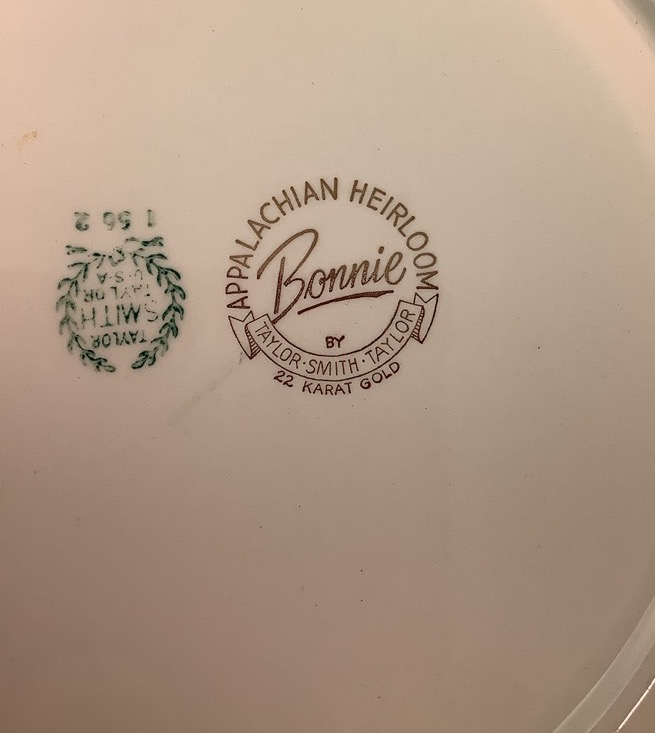 APPALACHIAN HEIRLOOM
Bonnie
BY
TAYLOR·SMITH·TAYLOR
22 KARAT GOLD
TAYLOR
SMITH
TAYLOR
U·S·A
1 56 2